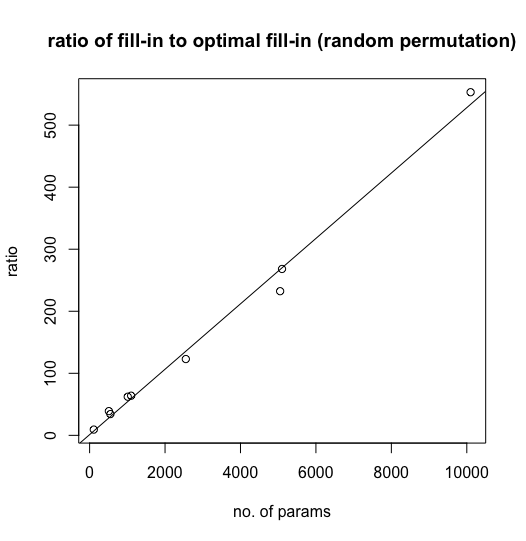 ratio of fill-in to optimal fill-in (random permutation)
ratio
500
400
300
200
100
0
0 2000 4000 6000 8000 10000
no. of params